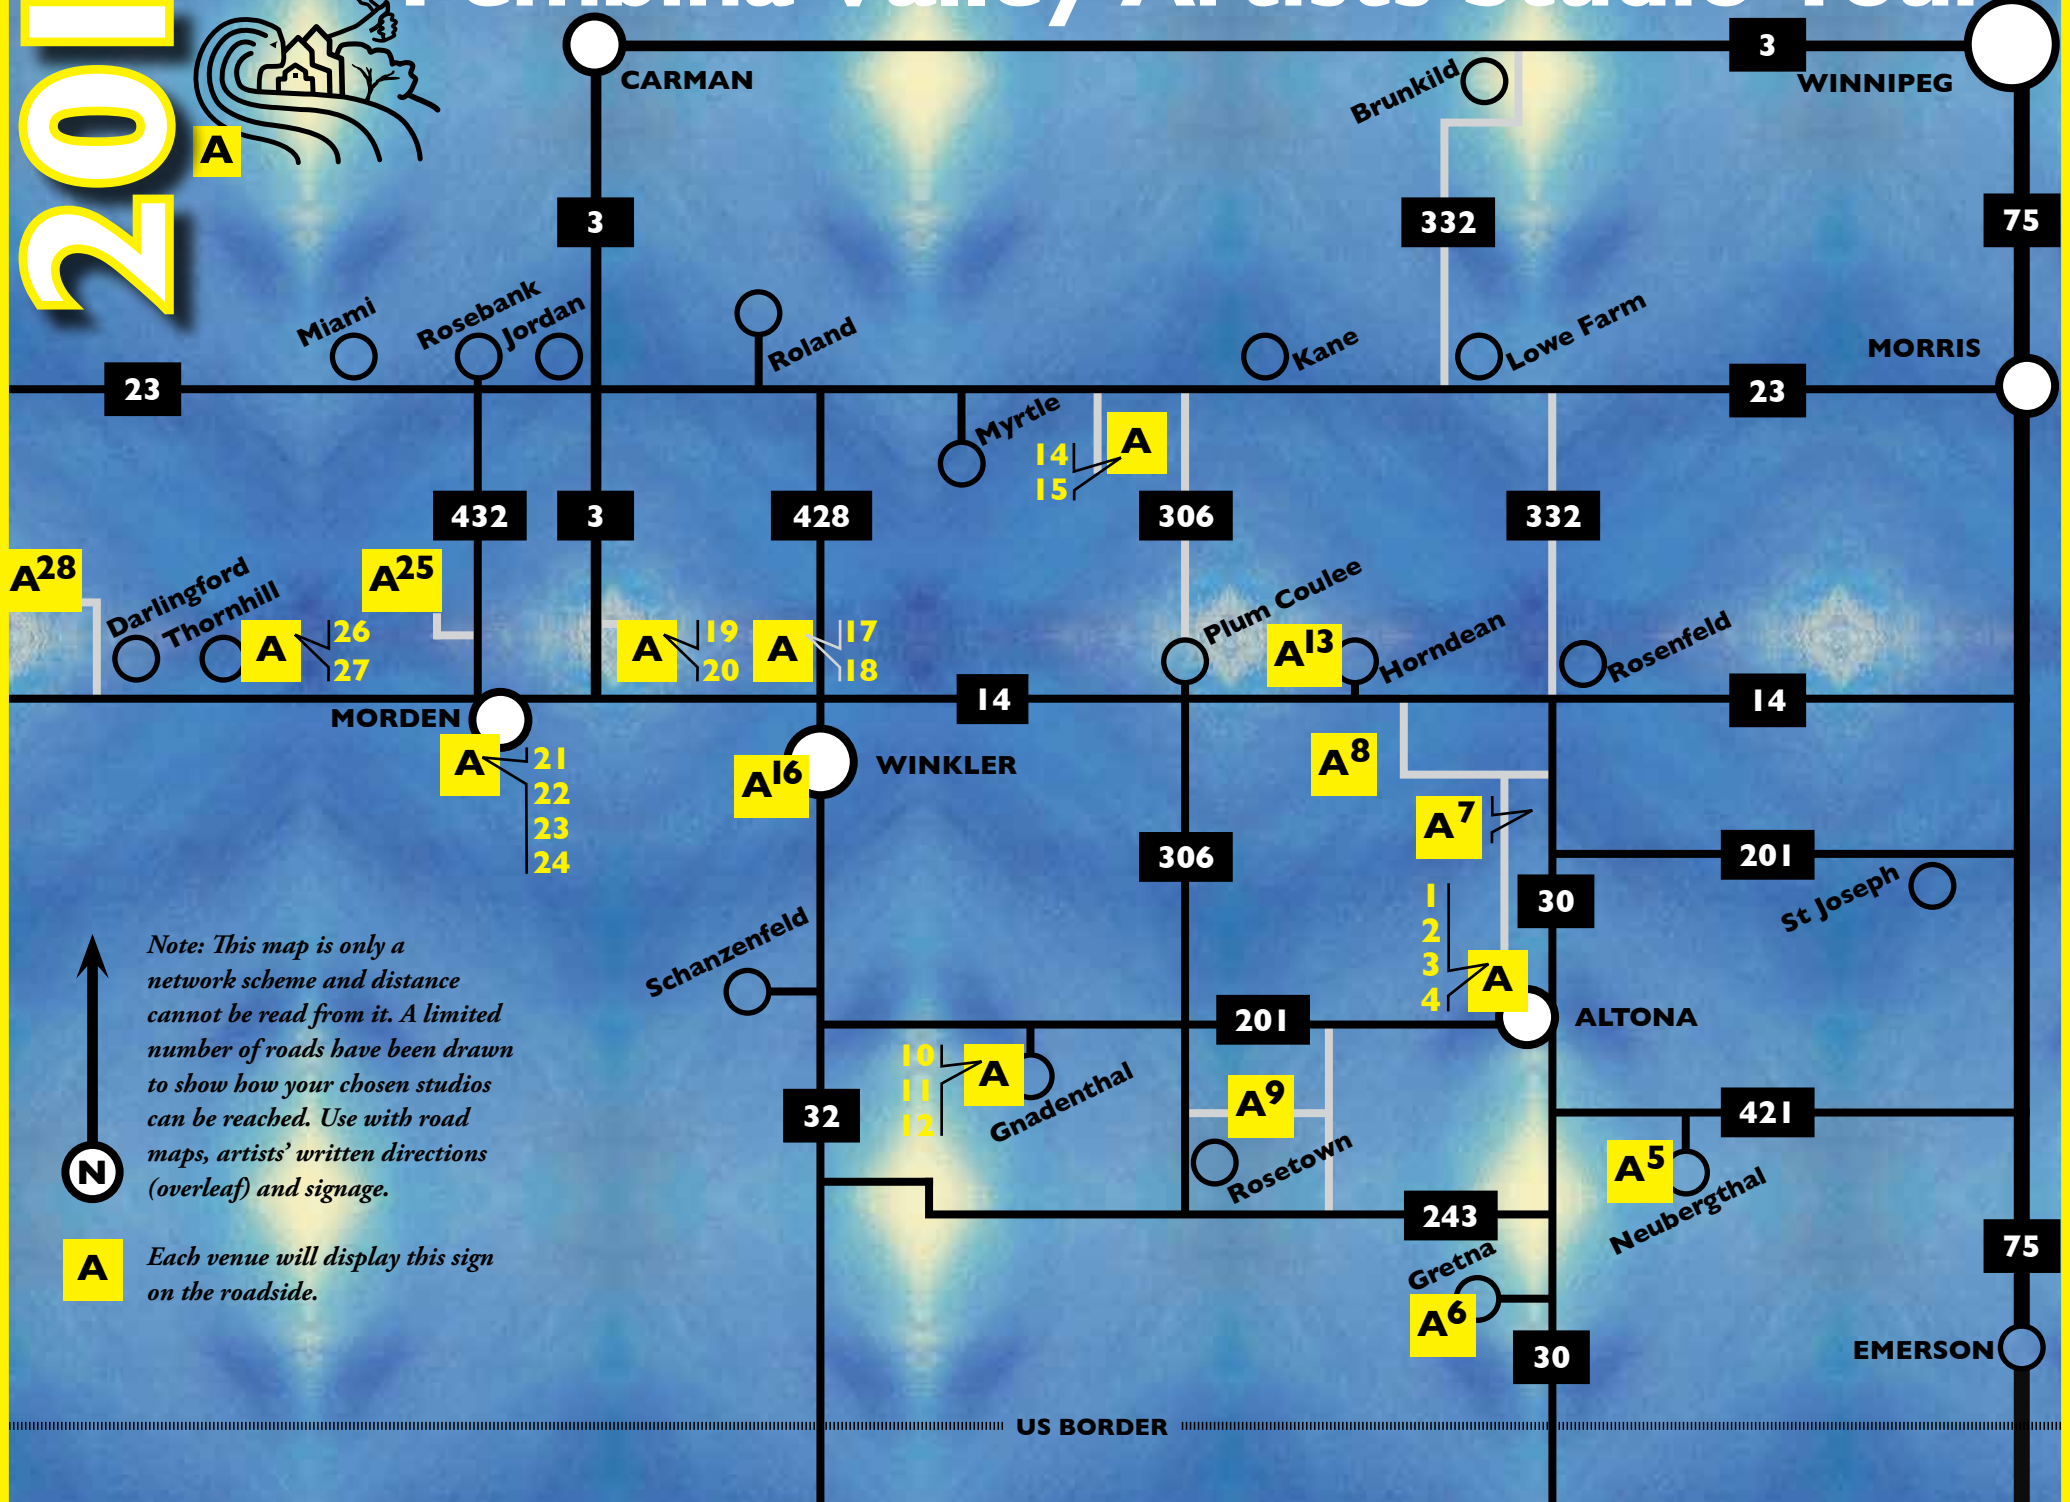 Pembina Valley Artists Studio Tour
201
A
CARMAN
3
WINNIPEG
Brunkild
3
332
75
Miami
Rosebank
Jordan
Roland
Kane
Lowe Farm
MORRIS
23
23
Myrtle
14
15
A
432
3
428
306
332
A28
Darlingford
Thornhill
A
26
27
A25
A
19
20
A
17
18
Plum Coulee
A13
Horndean
Rosenfeld
14
14
MORDEN
A
21
22
23
24
A16
WINKLER
A8
A7
306
201
30
St Joseph
1
2
3
4
A
ALTONA
Schanzenfeld
201
10
11
12
A
Gnadenthal
A9
Rosetown
32
421
A5
Neubergthal
243
Gretna
A6
30
75
EMERSON
Note: This map is only a
network scheme and distance
cannot be read from it. A limited
number of roads have been drawn
to show how your chosen studios
can be reached. Use with road
maps, artists’ written directions
(overleaf) and signage.
N
A
Each venue will display this sign
on the roadside.
US BORDER